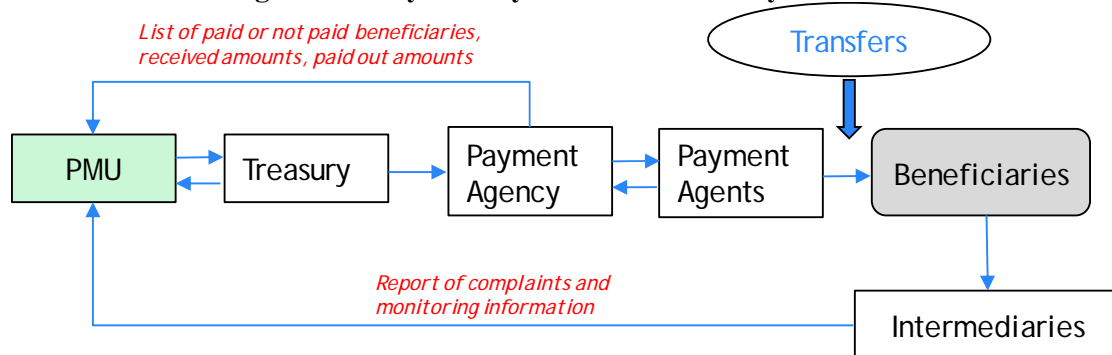 List of paid or not paid beneficiaries,
received amounts, paid out amounts
Transfers
PMU
Treasury
Payment
Agency
Payment
Agents
Beneficiaries
Report of complaints and
monitoring information
Intermediaries